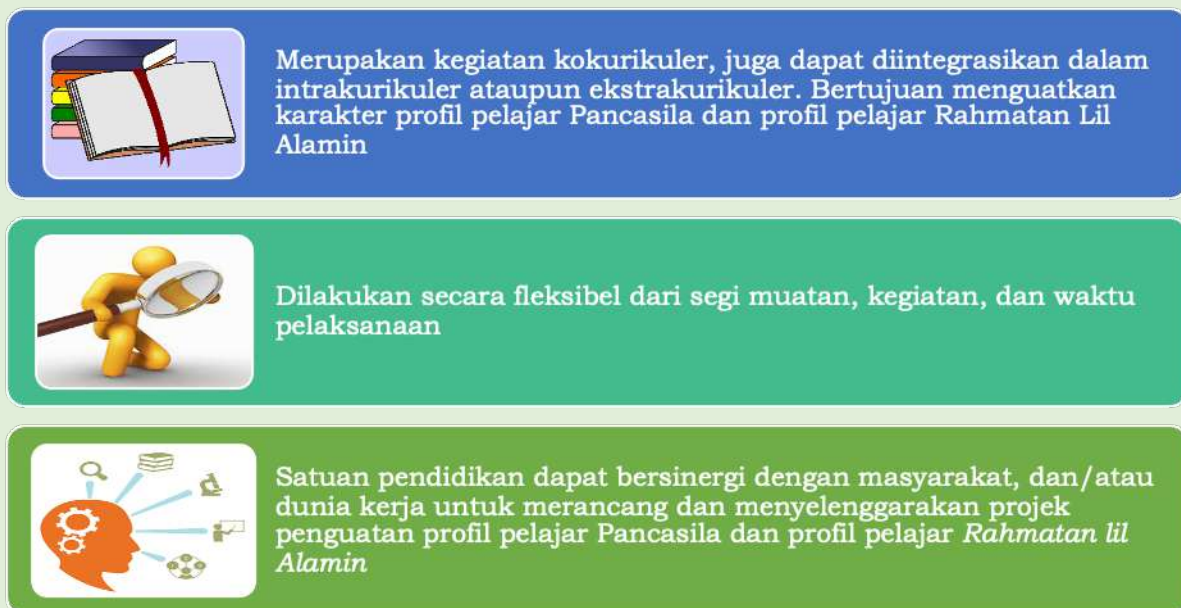 Merupakan kegiatan kokurikuler, juga dapat diintegrasikan dalam
intrakurikuler ataupun ekstrakurikuler. Bertujuan menguatkan
karakter profil pelajar Pancasila dan profil pelajar Rahmatan Lil
Alamin
Dilakukan secara fleksibel dari segi muatan, kegiatan, dan waktu
pelaksanaan
Satuan pendidikan dapat bersinergi dengan masyarakat, dan/atau
dunia kerja untuk merancang dan menyelenggarakan projek
penguatan profil pelajar Pancasila dan profil pelajar Rahmatan lil
Alamin